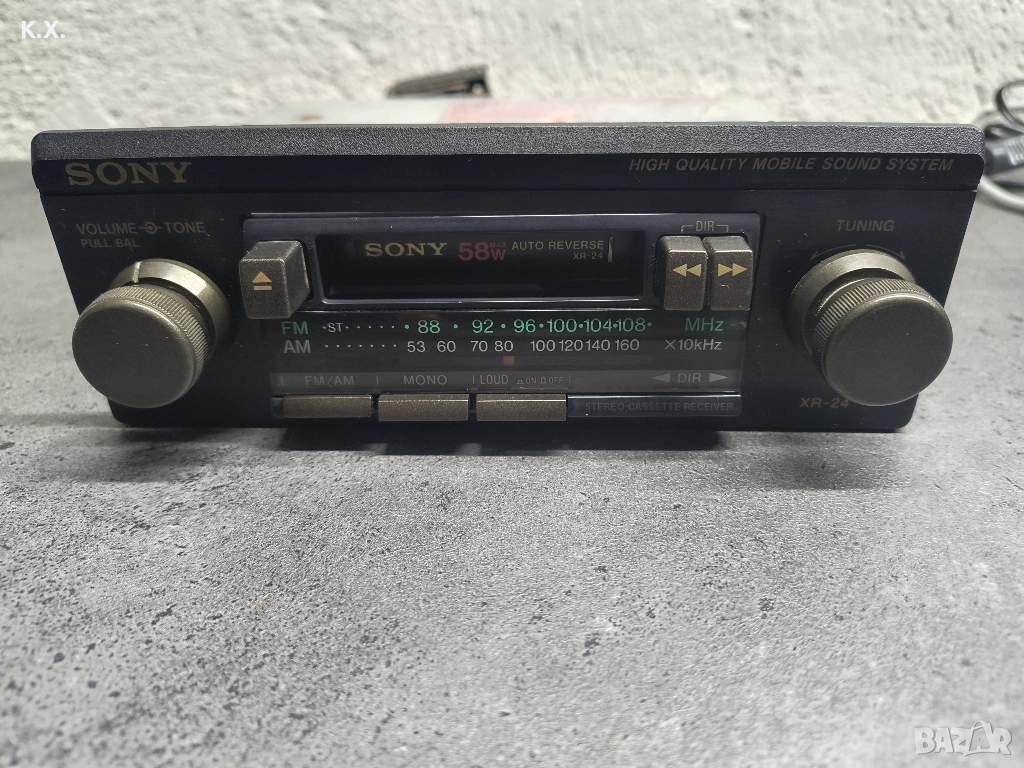 K.X.
SONY
HIGH QUALITY MOBILE SOUND SYSTEM
VOLUME TONE
PULL BAL
DIR
TUNING
SONY 58W MAX AUTO REVERSE
XR-24
FM •ST• 88 • 92 • 96•100•104•108• MHz
AM 53 60 70 80 100 120 140 160 ×10kHz
FM/AM MONO LOUD ON OFF ◄ DIR ►
STEREO CASSETTE RECEIVER
XR-24
BAZAR